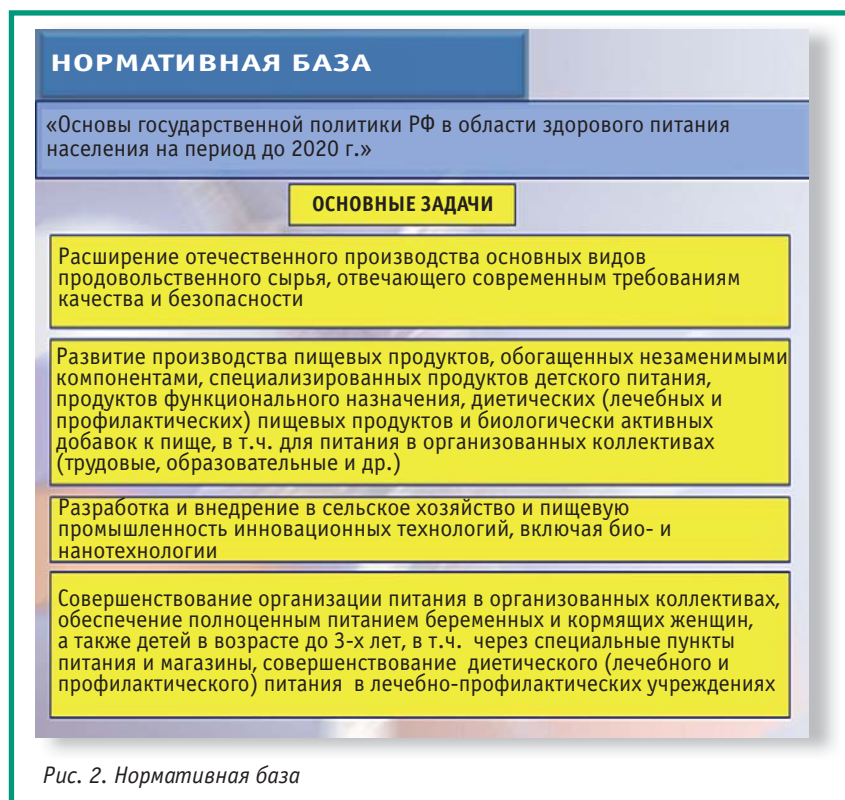 НОРМАТИВНАЯ БАЗА
«Основы государственной политики РФ в области здорового питания
населения на период до 2020 г.»
ОСНОВНЫЕ ЗАДАЧИ
Расширение отечественного производства основных видов
продовольственного сырья, отвечающего современным требованиям
качества и безопасности
Развитие производства пищевых продуктов, обогащенных незаменимыми
компонентами, специализированных продуктов детского питания,
продуктов функционального назначения, диетических (лечебных и
профилактических) пищевых продуктов и биологически активных
добавок к пище, в т.ч. для питания в организованных коллективах
(трудовые, образовательные и др.)
Разработка и внедрение в сельское хозяйство и пищевую
промышленность инновационных технологий, включая био- и
нанотехнологии
Совершенствование организации питания в организованных коллективах,
обеспечение полноценным питанием беременных и кормящих женщин,
а также детей в возрасте до 3-х лет, в т.ч. через специальные пункты
питания и магазины, совершенствование диетического (лечебного и
профилактического) питания в лечебно-профилактических учреждениях
Рис. 2. Нормативная база